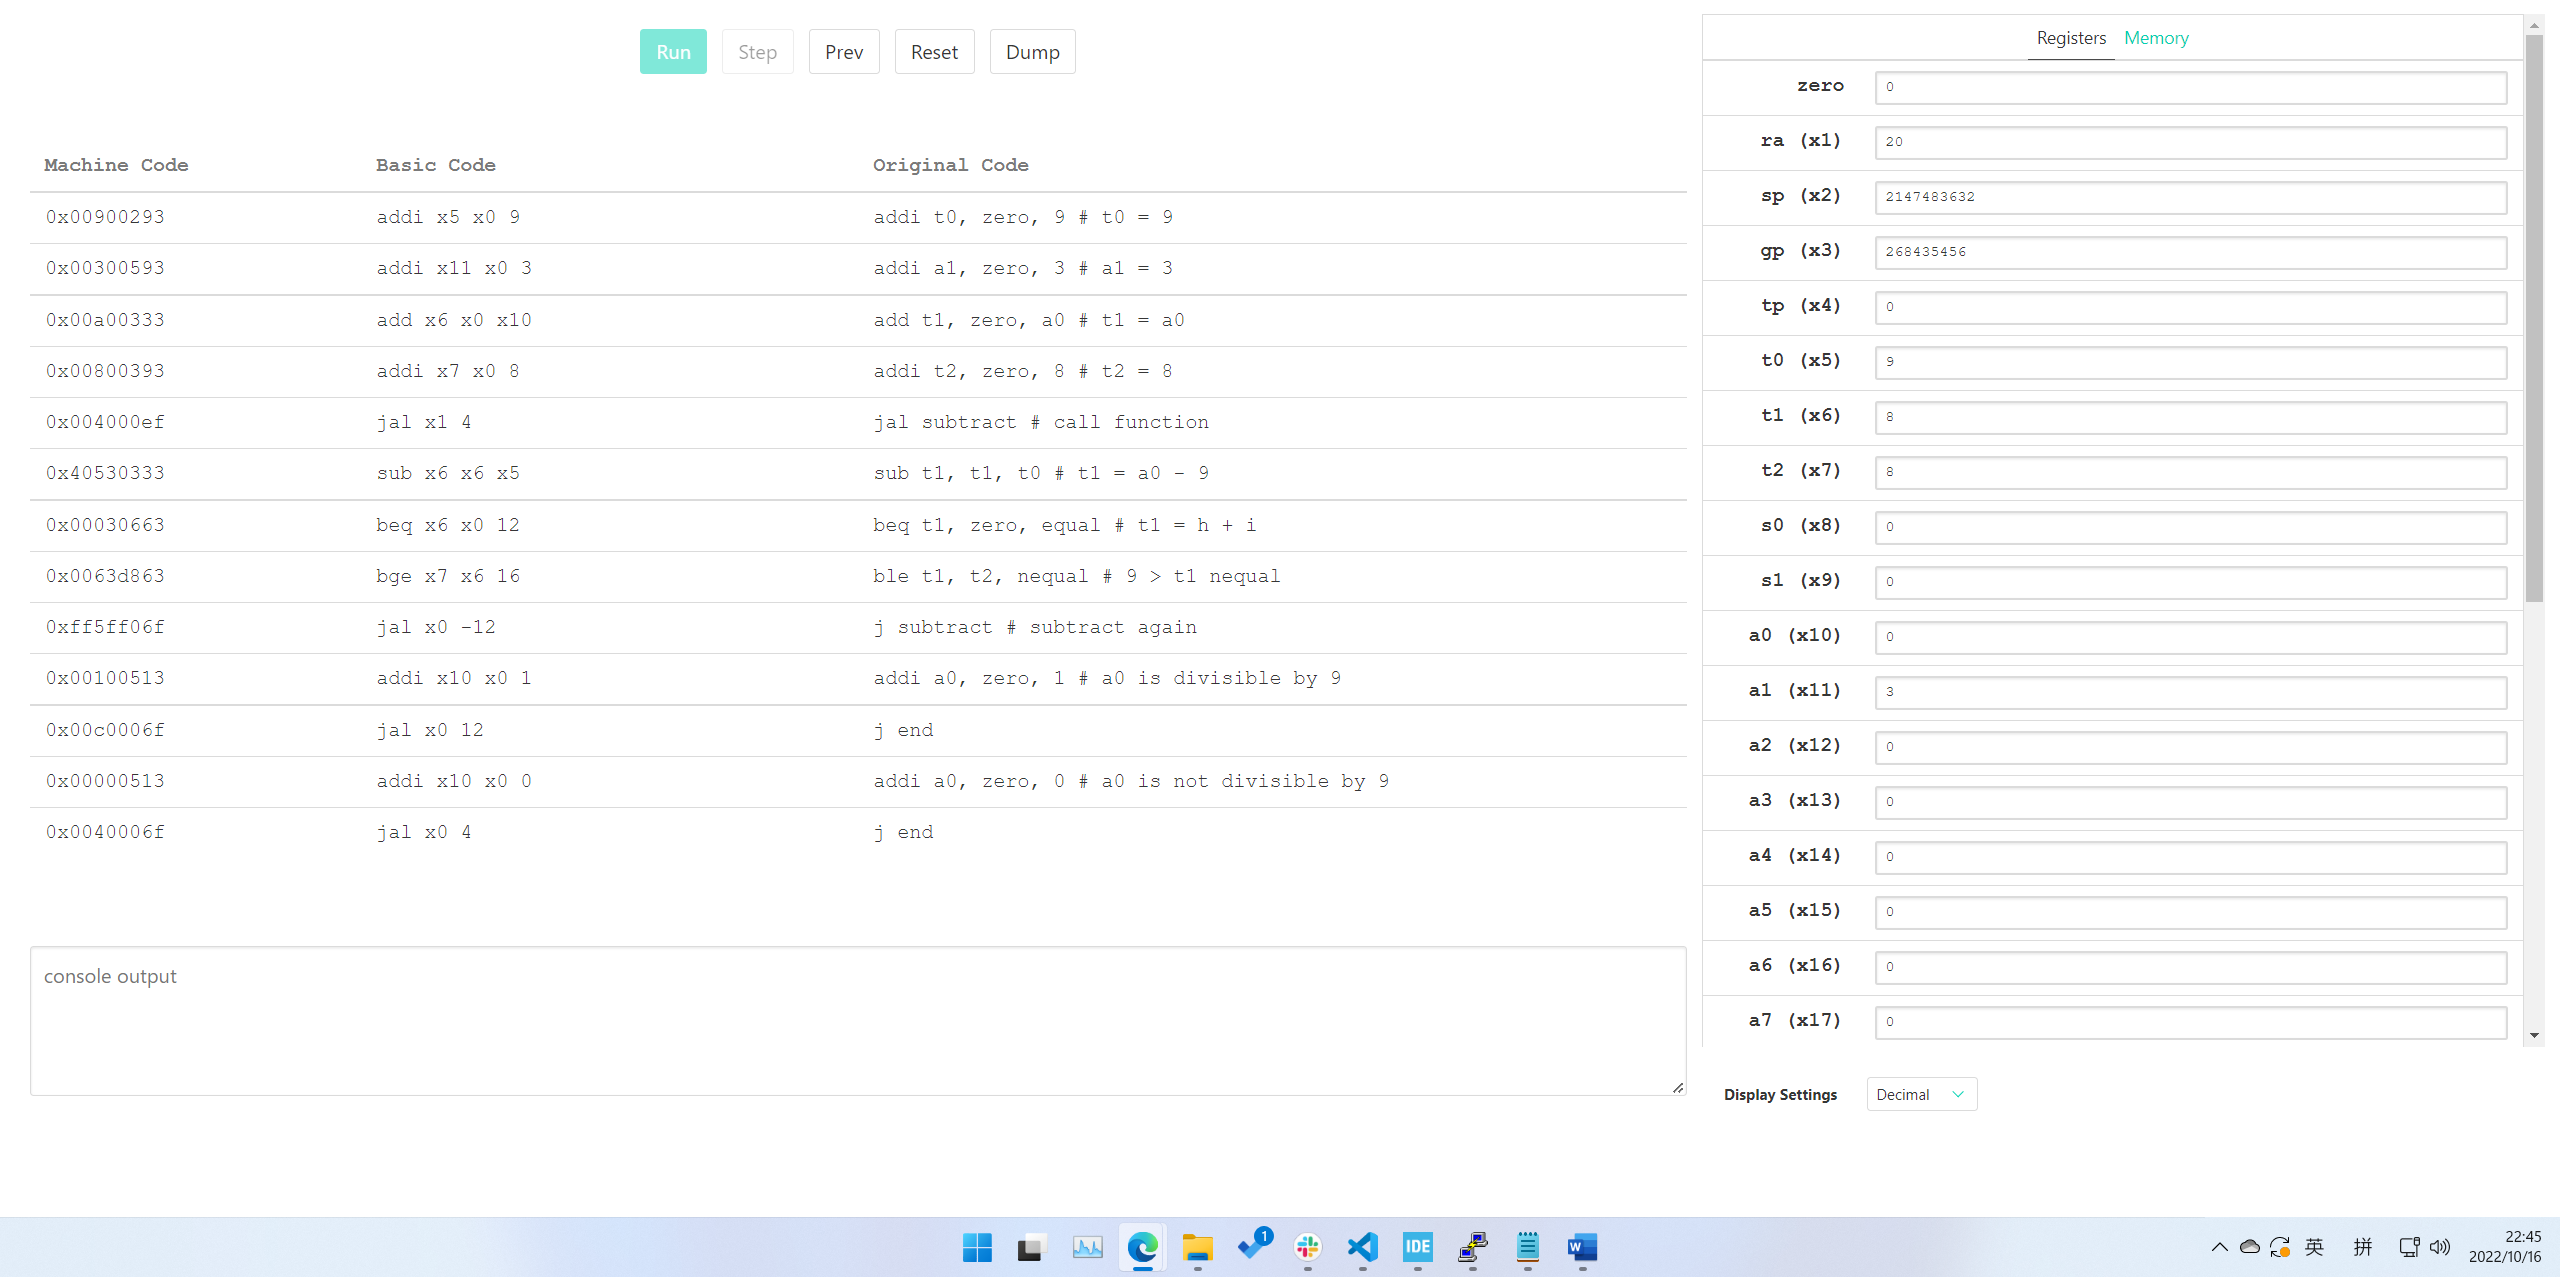 Run Step Prev Reset Dump
Machine Code Basic Code Original Code
0x00900293 addi x5 x0 9 addi t0, zero, 9 # t0 = 9
0x00300593 addi x11 x0 3 addi a1, zero, 3 # a1 = 3
0x00a00333 add x6 x0 x10 add t1, zero, a0 # t1 = a0
0x00800393 addi x7 x0 8 addi t2, zero, 8 # t2 = 8
0x004000ef jal x1 4 jal subtract # call function
0x40530333 sub x6 x6 x5 sub t1, t1, t0 # t1 = a0 - 9
0x00030663 beq x6 x0 12 beq t1, zero, equal # t1 = h + i
0x0063d863 bge x7 x6 16 ble t1, t2, nequal # 9 > t1 nequal
0xff5ff06f jal x0 -12 j subtract # subtract again
0x00100513 addi x10 x0 1 addi a0, zero, 1 # a0 is divisible by 9
0x00c0006f jal x0 12 j end
0x00000513 addi x10 x0 0 addi a0, zero, 0 # a0 is not divisible by 9
0x0040006f jal x0 4 j end
console output
Registers Memory
zero 0
ra (x1) 20
sp (x2) 2147483632
gp (x3) 268435456
tp (x4) 0
t0 (x5) 9
t1 (x6) 8
t2 (x7) 8
s0 (x8) 0
s1 (x9) 0
a0 (x10) 0
a1 (x11) 3
a2 (x12) 0
a3 (x13) 0
a4 (x14) 0
a5 (x15) 0
a6 (x16) 0
a7 (x17) 0
Display Settings Decimal
1
IDE
W
英 拼
22:45
2022/10/16